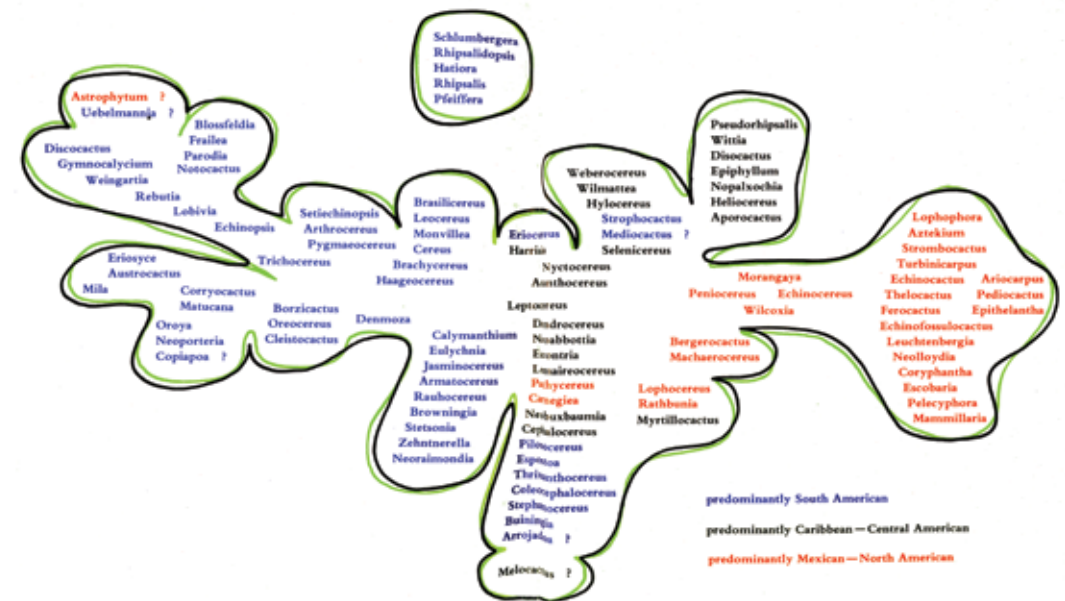 Schlumbergera
Rhipsalidopsis
Hatiora
Rhipsalis
Pfeiffera
Astrophytum ?
Uebelmannia ?
Blossfeldia
Frailea
Parodia
Notocactus
Discocactus
Gymnocalycium
Weingartia
Rebutia
Lobivia
Echinopsis
Setiechinopsis
Arthrocereus
Pygmaeocereus
Trichocereus
Brasilicereus
Leocereus
Monvillea
Cereus
Brachycereus
Haageocereus
Eriocereus
Harrisia
Nyctocereus
Acanthocereus
Weberocereus
Wilmattea
Hylocereus
Strophocactus
Mediocactus ?
Selenicereus
Pseudorhipsalis
Wittia
Disocactus
Epiphyllum
Nopalxochia
Heliocereus
Aporocactus
Eriosyce
Austrocactus
Mila
Corryocactus
Matucana
Oroya
Neoporteria
Copiapoa ?
Borzicactus
Oreocereus
Cleistocactus
Denmoza
Calymmanthium
Eulychnia
Jasminocereus
Armatocereus
Rauhocereus
Browningia
Stetsonia
Zehntnerella
Neoraimondia
Leptocereus
Dendrocereus
Neoabbottia
Escontria
Lemaireocereus
Pachycereus
Carnegiea
Neobuxbaumia
Cephalocereus
Pilosocereus
Espostoa
Thrixanthocereus
Coleocephalocereus
Stephanocereus
Buiningia
Arrojadoa ?
Melocactus ?
Morangaya
Peniocereus Echinocereus
Wilcoxia
Bergerocactus
Machaerocereus
Lophocereus
Rathbunia
Myrtillocactus
Lophophora
Aztekium
Strombocactus
Turbinicarpus
Echinocactus Ariocarpus
Thelocactus Pediocactus
Ferocactus Epithelantha
Echinofossulocactus
Leuchtenbergia
Neolloydia
Coryphantha
Escobaria
Pelecyphora
Mammillaria
predominantly South American
predominantly Caribbean—Central American
predominantly Mexican—North American